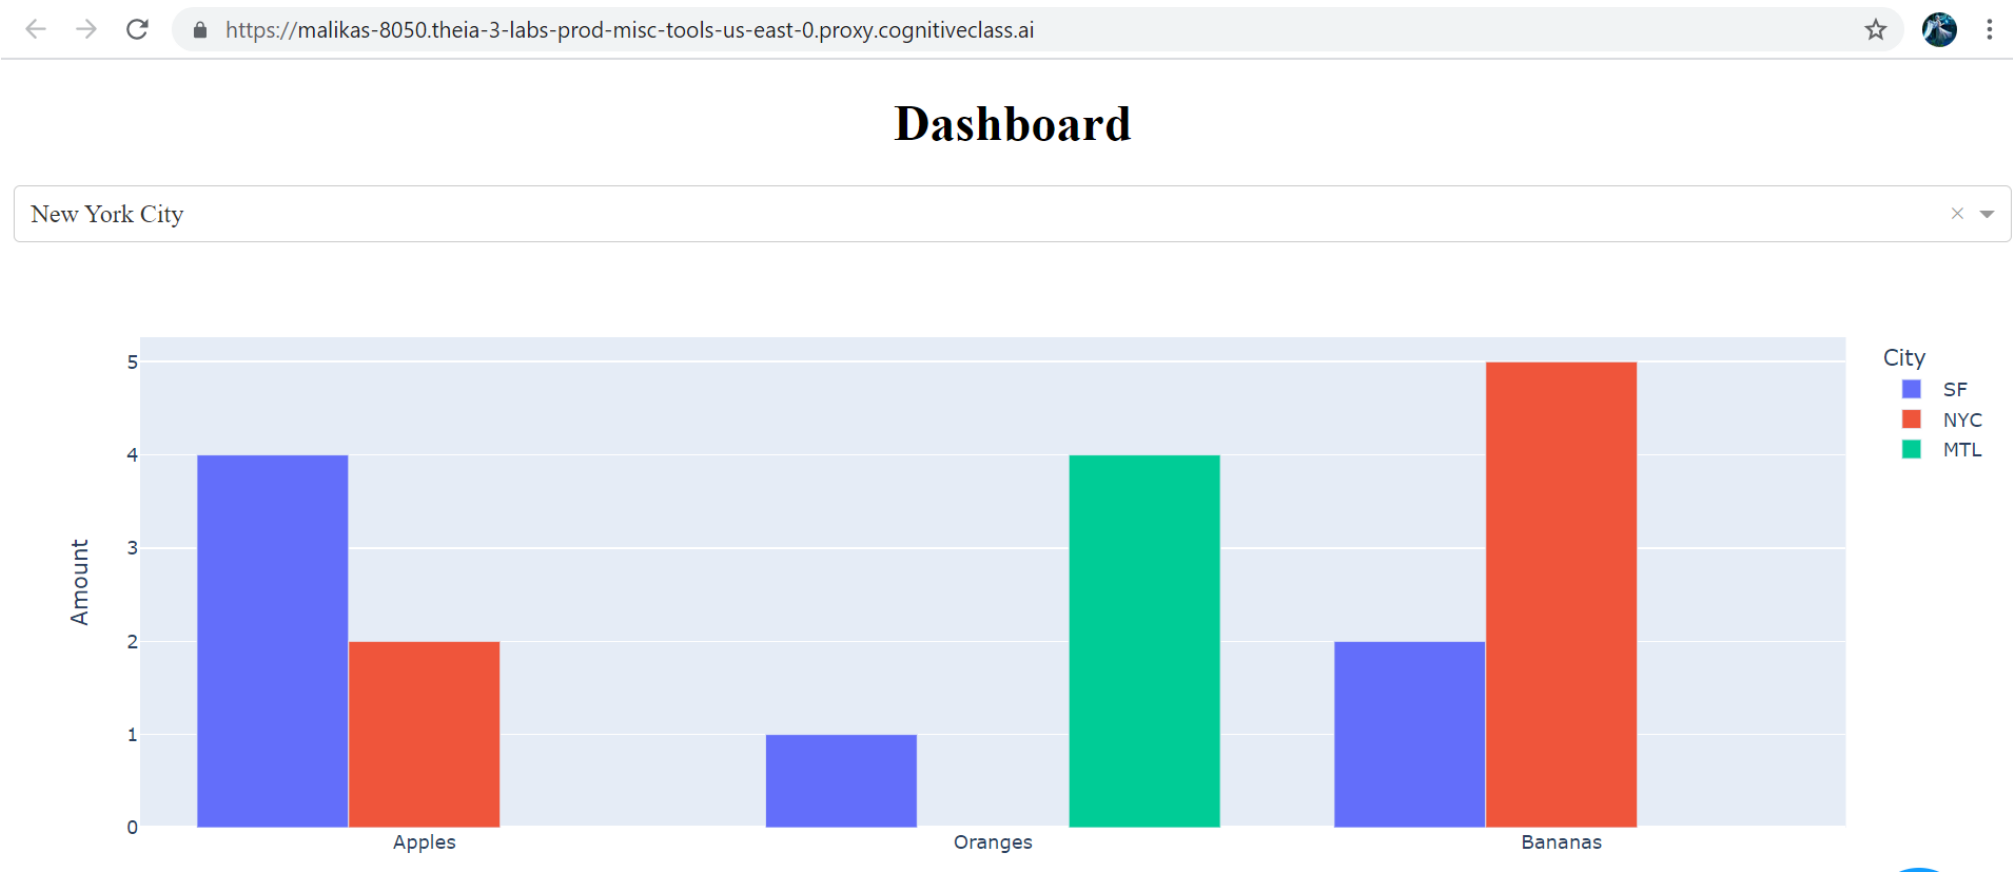 https://malikas-8050.theia-3-labs-prod-misc-tools-us-east-0.proxy.cognitiveclass.ai
Dashboard
New York City
City
SF
NYC
MTL
Amount
5
4
3
2
1
0
Apples
Oranges
Bananas